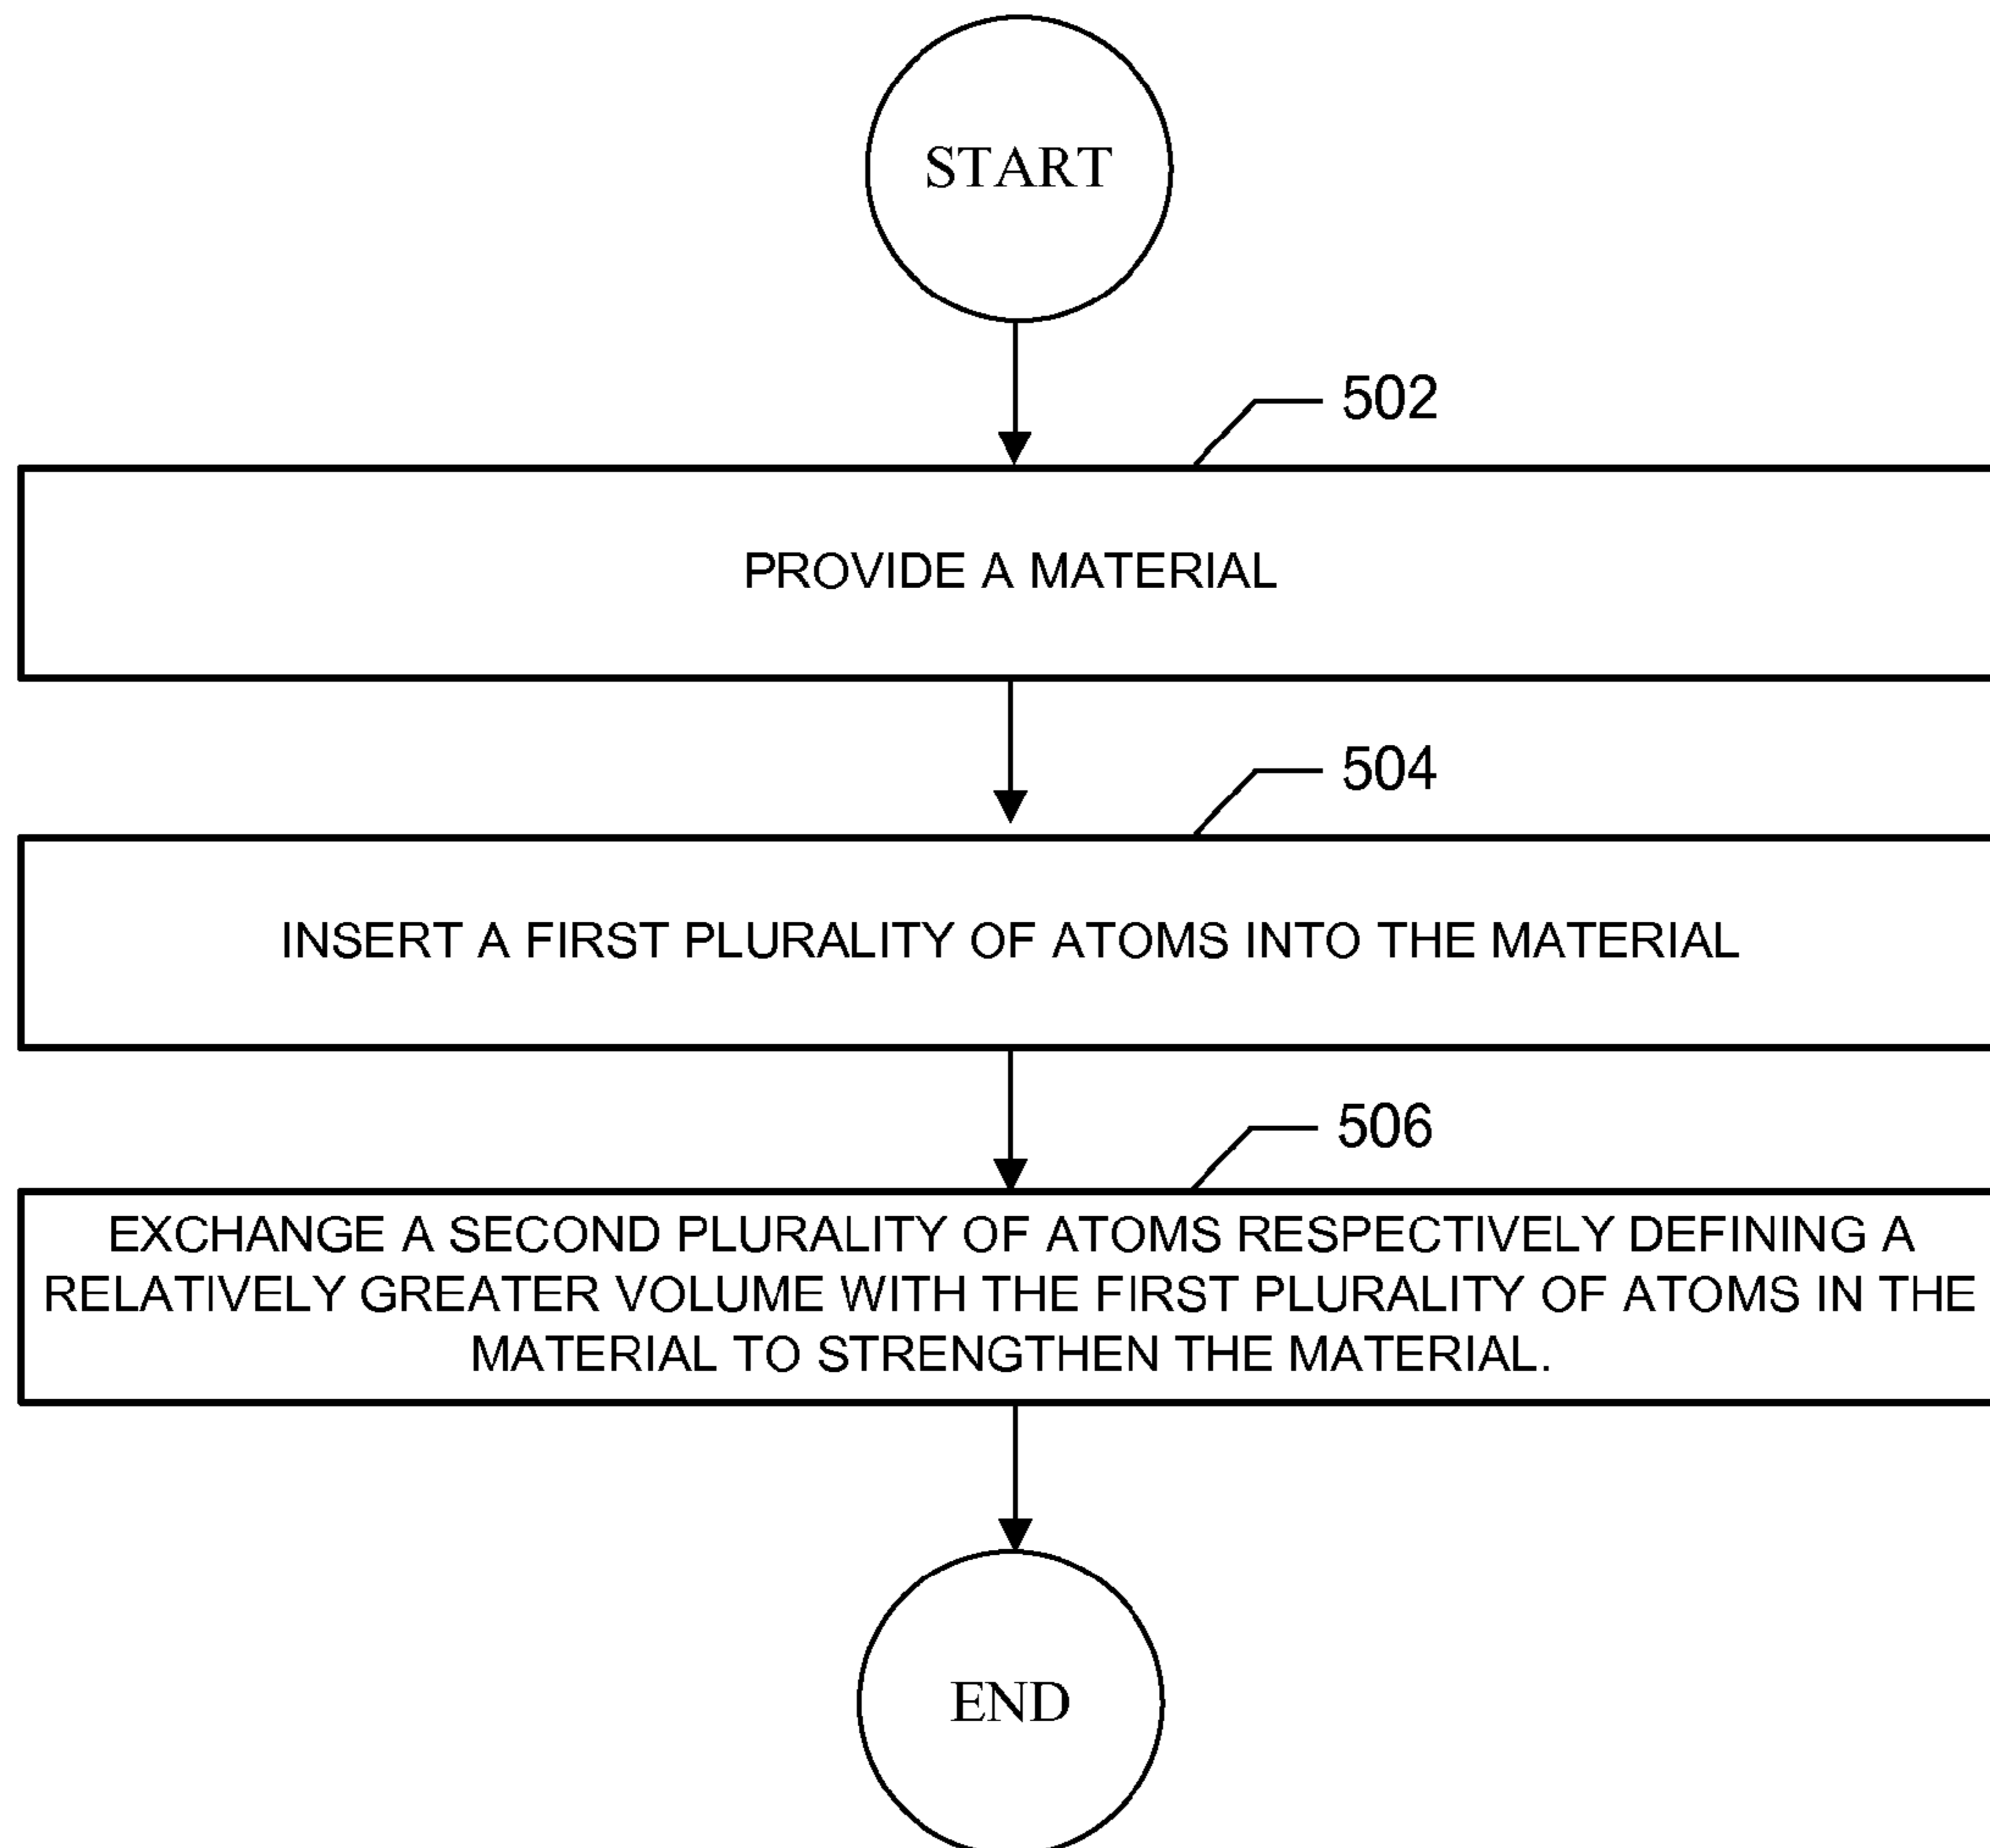 START
502
PROVIDE A MATERIAL
504
INSERT A FIRST PLURALITY OF ATOMS INTO THE MATERIAL
506
EXCHANGE A SECOND PLURALITY OF ATOMS RESPECTIVELY DEFINING A
RELATIVELY GREATER VOLUME WITH THE FIRST PLURALITY OF ATOMS IN THE
MATERIAL TO STRENGTHEN THE MATERIAL.
END